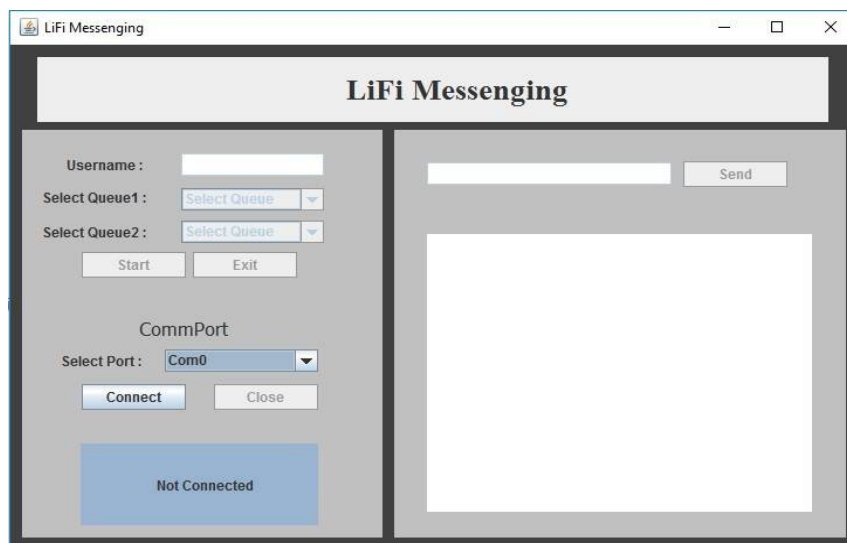 LiFi Messenging
LiFi Messenging
Username :
Select Queue1 : Select Queue
Select Queue2 : Select Queue
Start Exit
CommPort
Select Port : Com0
Connect Close
Not Connected
Send